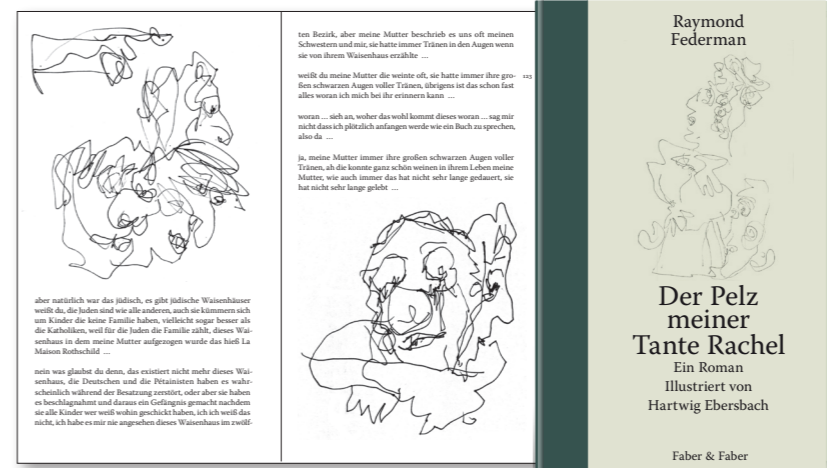 aber natürlich war das jüdisch, es gibt jüdische Waisenhäuser
weißt du, die Juden sind wie alle anderen, auch sie kümmern sich
um Kinder die keine Familie haben, vielleicht sogar besser als
die Katholiken, weil für die Juden die Familie zählt, dieses Wai-
senhaus in dem meine Mutter aufgezogen wurde das hieß La
Maison Rothschild ....
nein was glaubst du denn, das existiert nicht mehr dieses Wai-
senhaus, die Deutschen und die Pétainisten haben es wahr-
scheinlich während der Besatzung zerstört, oder aber sie haben
es beschlagnahmt und daraus ein Gefängnis gemacht nachdem
sie alle Kinder wer weiß wohin geschickt haben, ich ich weiß das
nicht, ich habe es mir nie angesehen dieses Waisenhaus im zwölf-
ten Bezirk, aber meine Mutter beschrieb es uns oft meinen
Schwestern und mir, sie hatte immer Tränen in den Augen wenn
sie von ihrem Waisenhaus erzählte ....
weißt du meine Mutter die weinte oft, sie hatte immer ihre gro-
ßen schwarzen Augen voller Tränen, übrigens ist das schon fast
alles woran ich mich bei ihr erinnern kann ....
123
woran ... sieh an, woher das wohl kommt dieses woran ... sag mir
nicht dass ich plötzlich anfangen werde wie ein Buch zu sprechen,
also da ....
ja, meine Mutter immer ihre großen schwarzen Augen voller
Tränen, ah die konnte ganz schön weinen in ihrem Leben meine
Mutter, wie auch immer das hat nicht sehr lange gedauert, sie
hat nicht sehr lange gelebt ....
Raymond
Federman
Der Pelz
meiner
Tante Rachel
Ein Roman
Illustriert von
Hartwig Ebersbach
Faber & Faber